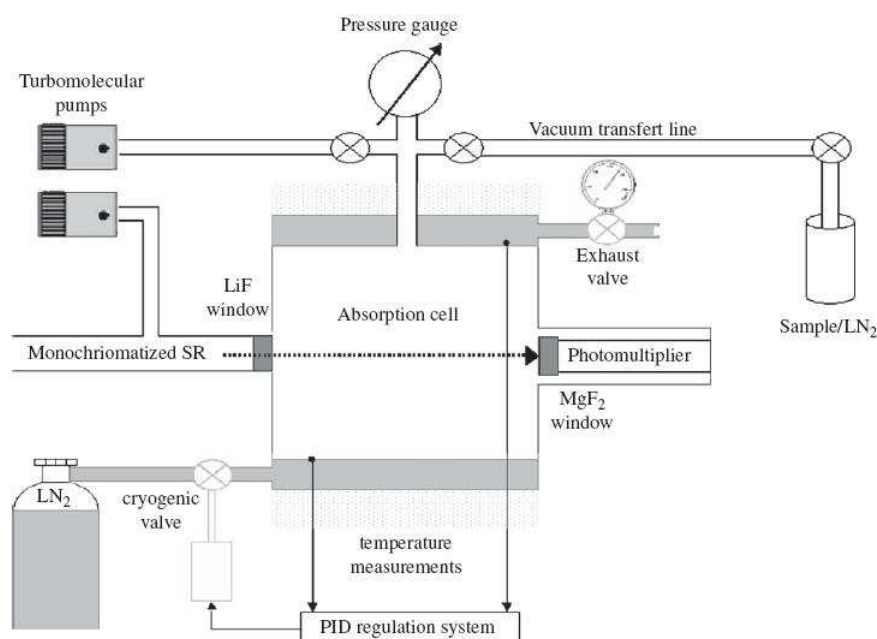 Pressure gauge
Turbomolecular
pumps
Vacuum transfert line
Exhaust
valve
LiF
window
Absorption cell
Sample/LN2
Monochriomatized SR
Photomultiplier
MgF2
window
LN2
cryogenic
valve
temperature
measurements
PID regulation system